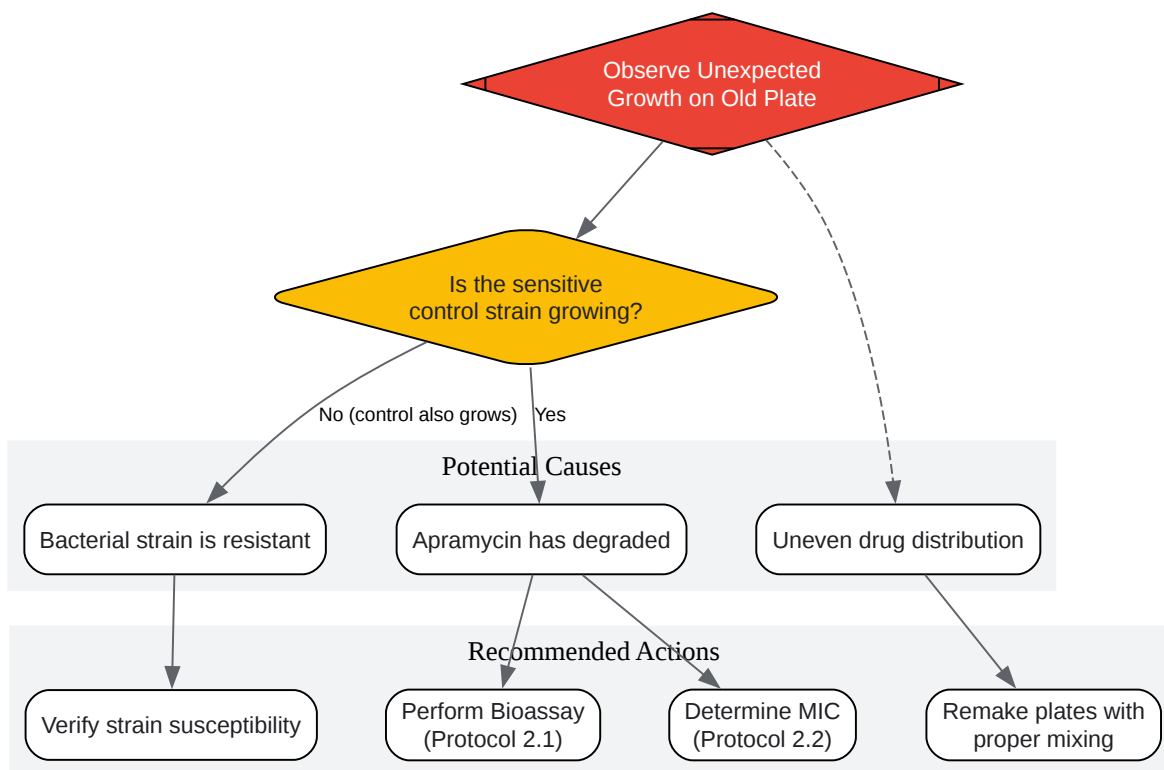 Observe Unexpected
Growth on Old Plate
Is the sensitive
control strain growing?
No (control also grows)
Yes
Potential Causes
Bacterial strain is resistant
Apramycin has degraded
Uneven drug distribution
Recommended Actions
Verify strain susceptibility
Perform Bioassay
(Protocol 2.1)
Determine MIC
(Protocol 2.2)
Remake plates with
proper mixing